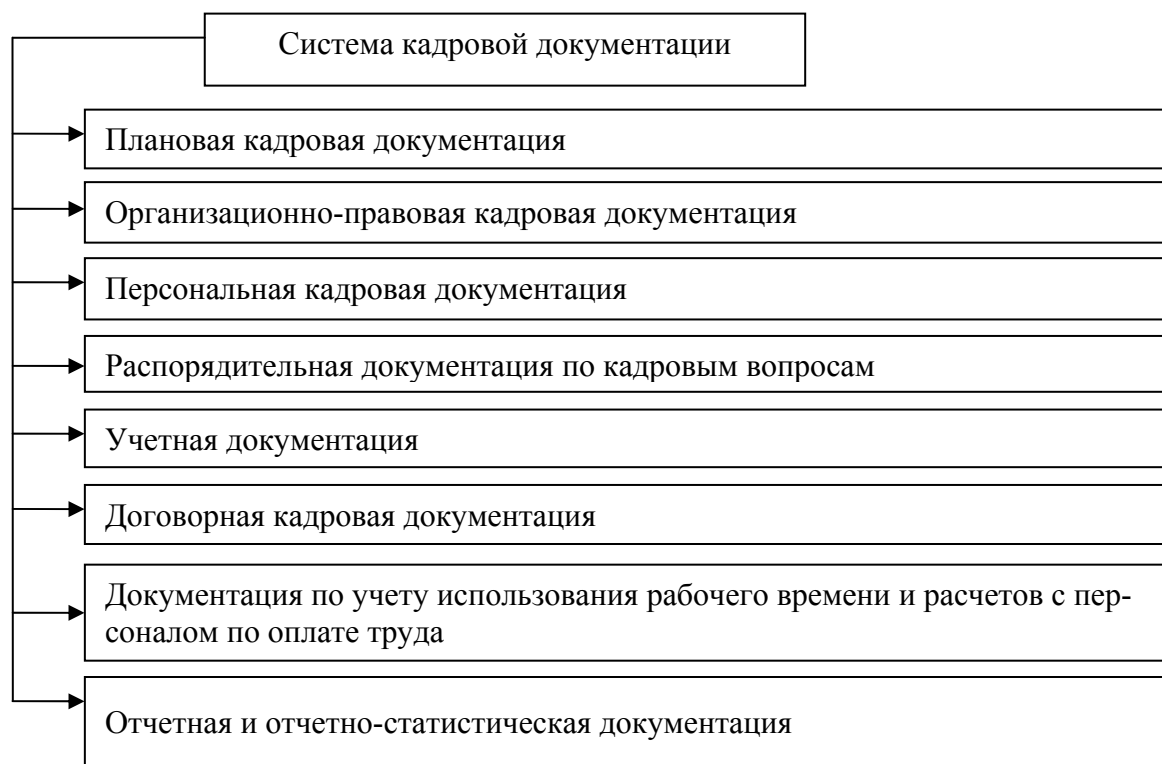 Система кадровой документации
Плановая кадровая документация
Организационно-правовая кадровая документация
Персональная кадровая документация
Распорядительная документация по кадровым вопросам
Учетная документация
Договорная кадровая документация
Документация по учету использования рабочего времени и расчетов с пер-
соналом по оплате труда
Отчетная и отчетно-статистическая документация